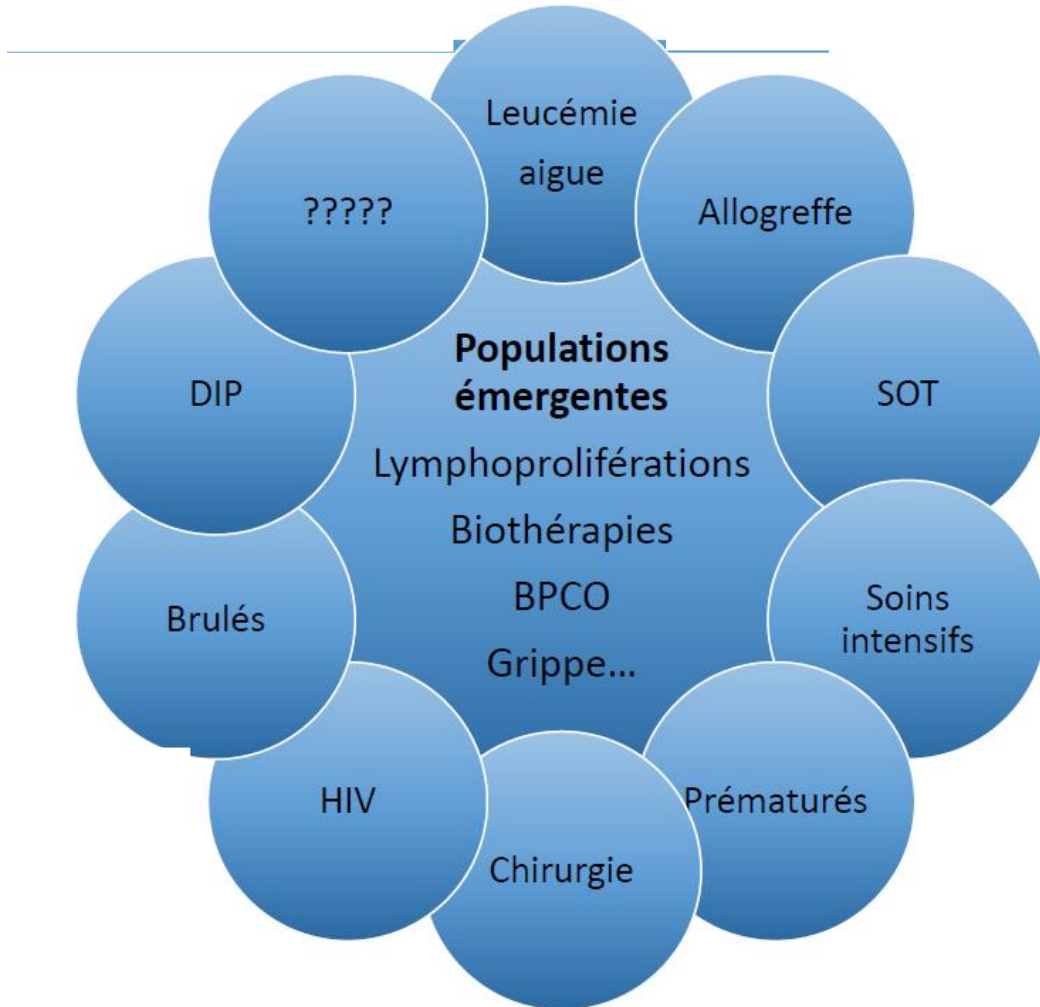 Leucémie
aigue
Allogreffe
SOT
Soins
intensifs
Prématurés
Chirurgie
HIV
Brulés
DIP
?????
Populations
émergentes
Lymphoproliférations
Biothérapies
BPCO
Grippe...